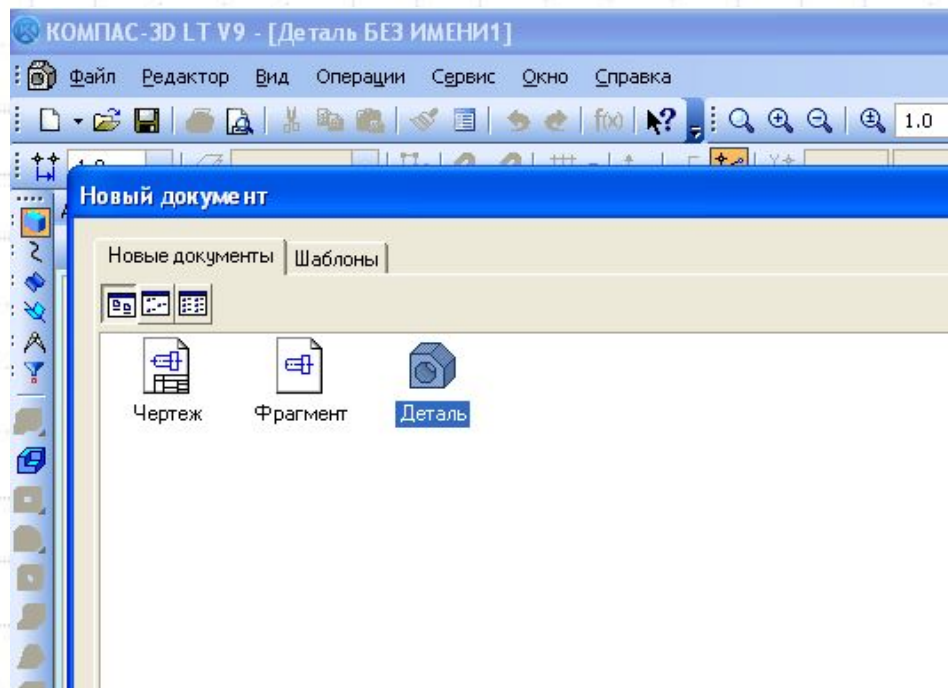 КОМПАС-3D LT V9 - [Деталь БЕЗ ИМЕНИ1]
Файл Редактор Вид Операции Сервис Окно Справка
f(x) ? 1.0
Новый документ
Новые документы Шаблоны
Чертеж Фрагмент Деталь